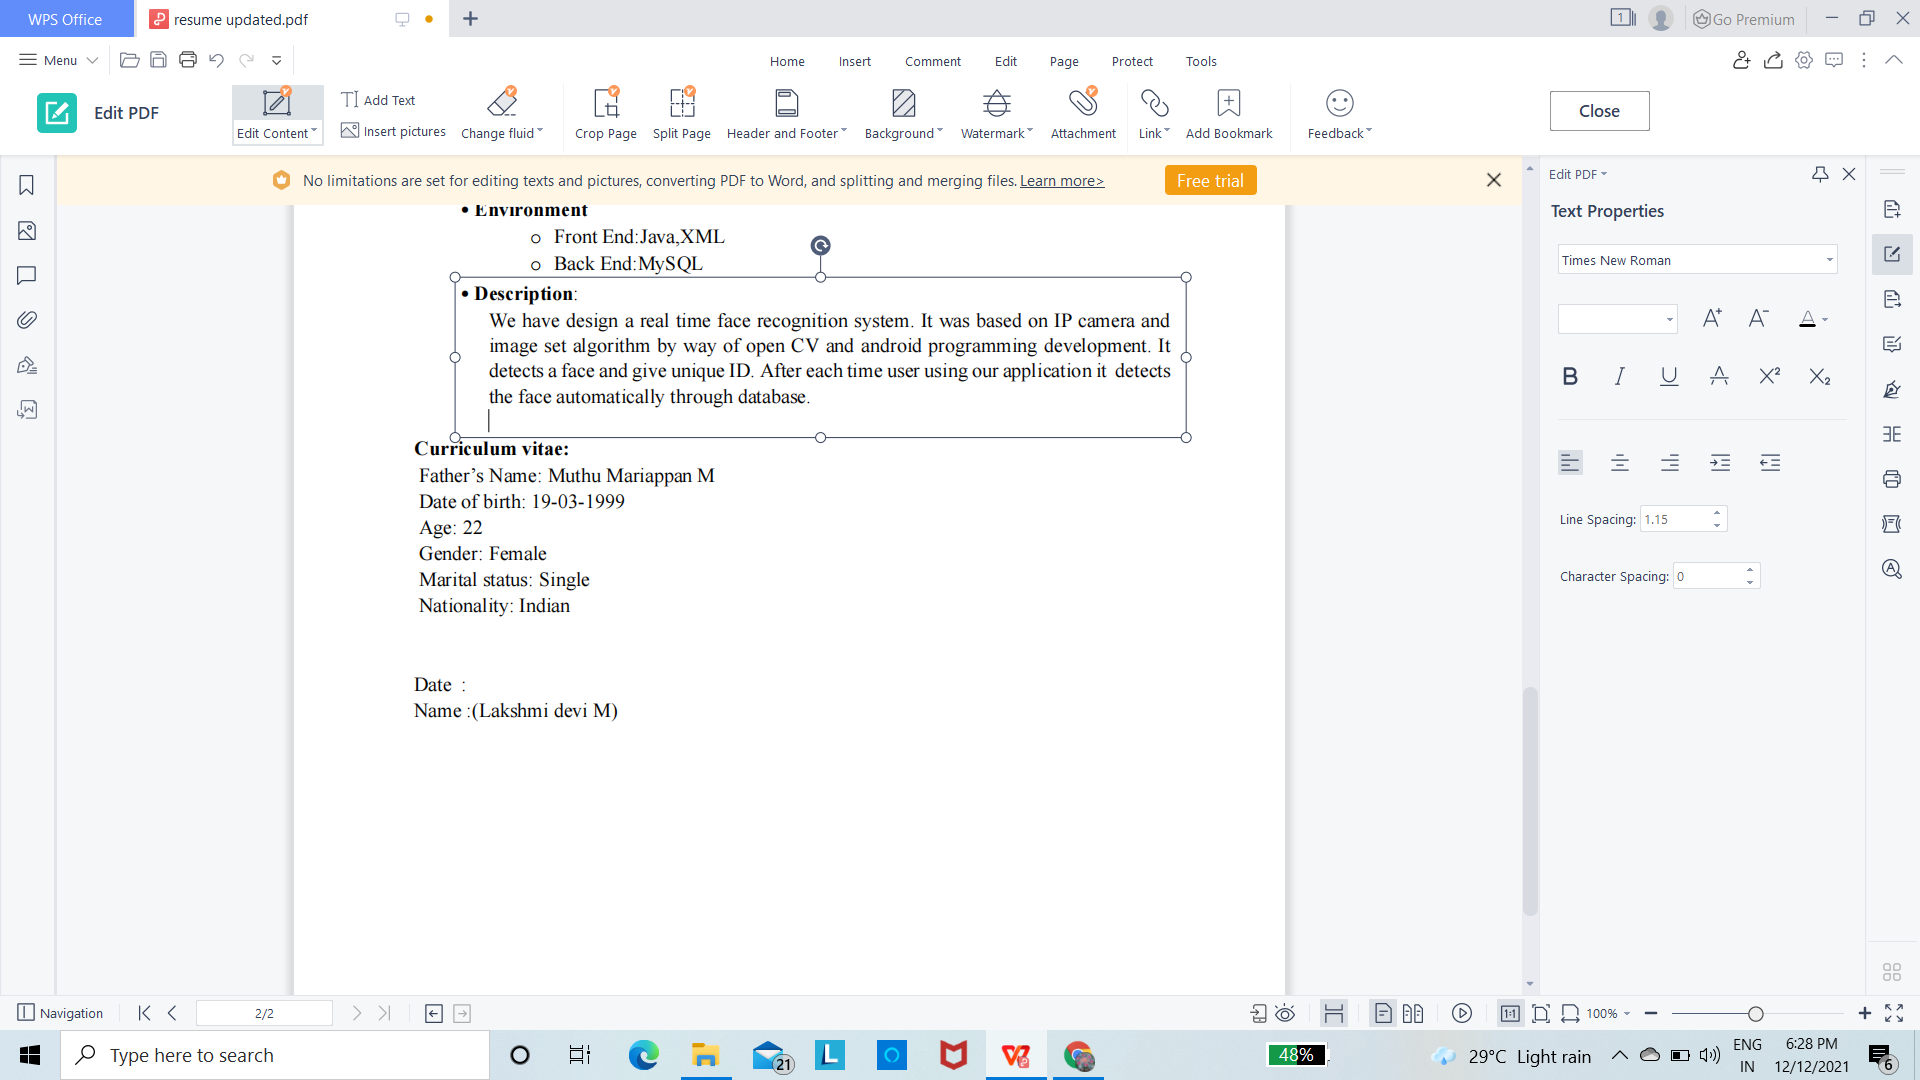 WPS Office
resume updated.pdf
1
Go Premium
Menu
Home
Insert
Comment
Edit
Page
Protect
Tools
Edit PDF
Edit Content
Add Text
Insert pictures
Change fluid
Crop Page
Split Page
Header and Footer
Background
Watermark
Attachment
Link
Add Bookmark
Feedback
Close
No limitations are set for editing texts and pictures, converting PDF to Word, and splitting and merging files. Learn more>
Free trial
• Environment
o Front End:Java,XML
o Back End:MySQL
• Description:
We have design a real time face recognition system. It was based on IP camera and
image set algorithm by way of open CV and android programming development. It
detects a face and give unique ID. After each time user using our application it detects
the face automatically through database.
Curriculum vitae:
Father’s Name: Muthu Mariappan M
Date of birth: 19-03-1999
Age: 22
Gender: Female
Marital status: Single
Nationality: Indian
Date :
Name :(Lakshmi devi M)
Edit PDF
Text Properties
Times New Roman
A+ A- A
B I U A X² X₂
Line Spacing: 1.15
Character Spacing: 0
Navigation
2/2
1:1
100%
Type here to search
21
L
48%
29°C Light rain
ENG
IN
6:28 PM
12/12/2021
6